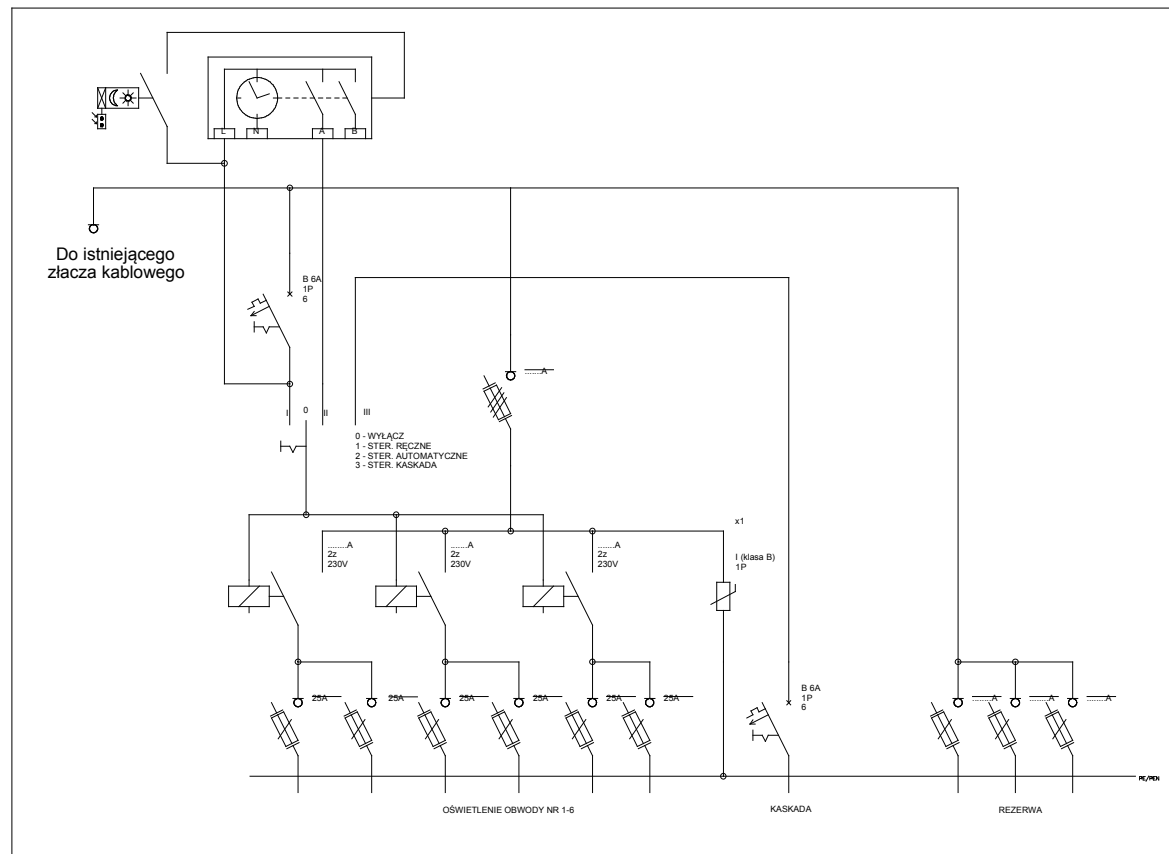 L
N
A
B
Do istniejącego
złacza kablowego
B 6A
1P
6
.......A
I
0
II
III
0 - WYŁĄCZ
1 - STER. RĘCZNE
2 - STER. AUTOMATYCZNE
3 - STER. KASKADA
x1
........A
2z
230V
........A
2z
230V
........A
2z
230V
I (klasa B)
1P
25A
25A
25A
25A
25A
25A
B 6A
1P
6
........A
........A
........A
PE/PEN
OŚWIETLENIE OBWODY NR 1-6
KASKADA
REZERWA